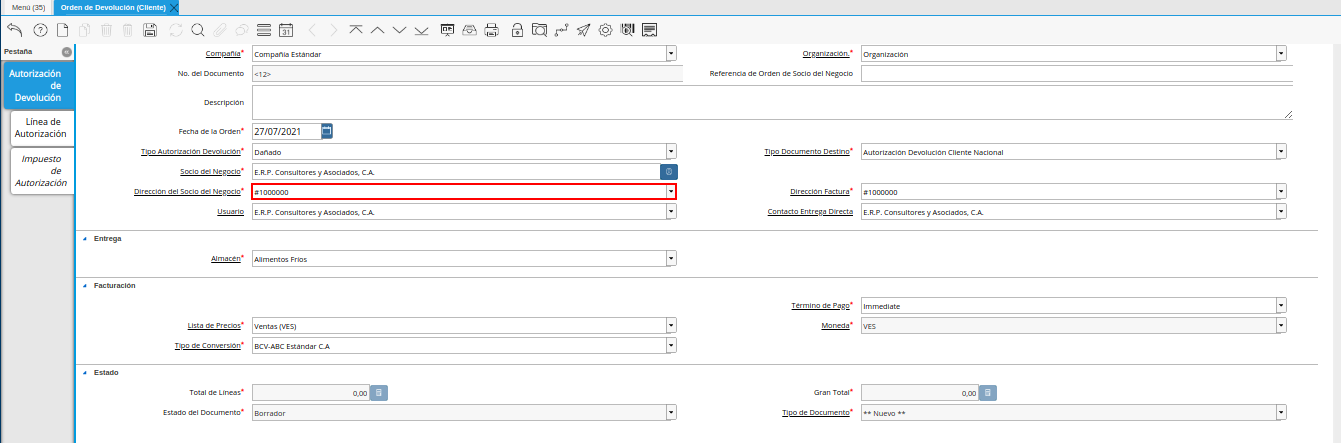 Menú (35) Orden de Devolución (Cliente)
31
Pestaña
Autorización de Devolución
Línea de Autorización
Impuesto de Autorización
Compañía* Compañía Estándar Organización.* Organización
No. del Documento <12> Referencia de Orden de Socio del Negocio
Descripción
Fecha de la Orden* 27/07/2021
Tipo Autorización Devolución* Dañado Tipo Documento Destino* Autorización Devolución Cliente Nacional
Socio del Negocio* E.R.P. Consultores y Asociados, C.A.
Dirección del Socio del Negocio* #1000000 Dirección Factura* #1000000
Usuario E.R.P. Consultores y Asociados, C.A. Contacto Entrega Directa E.R.P. Consultores y Asociados, C.A.
Entrega
Almacén* Alimentos Fríos
Facturación
Término de Pago* Immediate
Lista de Precios* Ventas (VES) Moneda* VES
Tipo de Conversión* BCV-ABC Estándar C.A
Estado
Total de Líneas* 0,00 Gran Total* 0,00
Estado del Documento* Borrador Tipo de Documento* ** Nuevo **